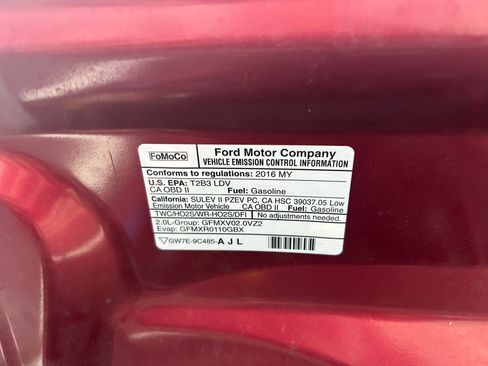 FoMoCo
Ford Motor Company
VEHICLE EMISSION CONTROL INFORMATION
Conforms to regulations: 2016 MY
U.S. EPA: T2B3 LDV
CA OBD II Fuel: Gasoline
California: SULEV II PZEV PC, CA HSC 39037.05 Low
Emission Motor Vehicle CA OBD II Fuel: Gasoline
TWC/HO2S/WR-HO2S/DFI No adjustments needed.
2.0L-Group: GFMXV02.0VZ2
Evap: GFMXR0110GBX
GW7E-9C485-A J L